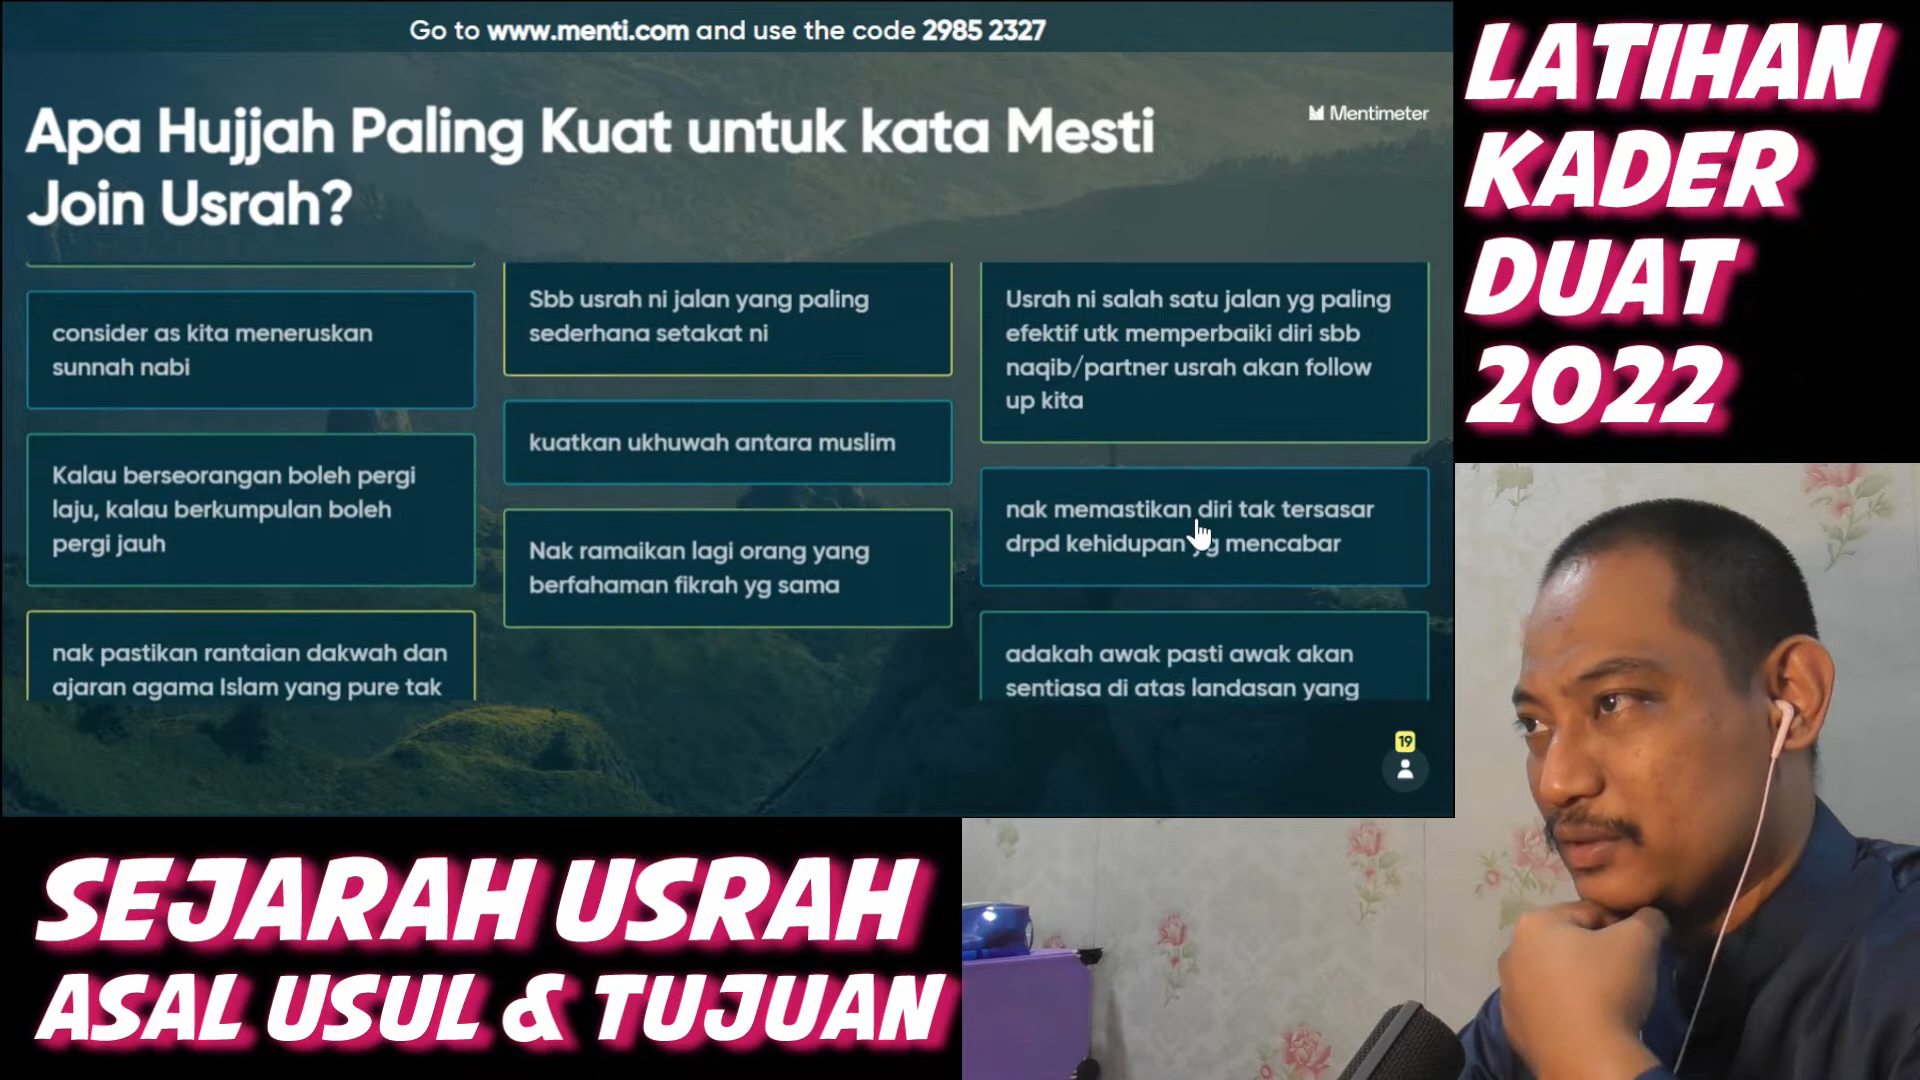 Go to www.menti.com and use the code 2985 2327
Mentimeter
Apa Hujjah Paling Kuat untuk kata Mesti
Join Usrah?
consider as kita meneruskan
sunnah nabi
Kalau berseorangan boleh pergi
laju, kalau berkumpulan boleh
pergi jauh
nak pastikan rantaian dakwah dan
ajaran agama Islam yang pure tak
Sbb usrah ni jalan yang paling
sederhana setakat ni
kuatkan ukhuwah antara muslim
Nak ramaikan lagi orang yang
berfahaman fikrah yg sama
Usrah ni salah satu jalan yg paling
efektif utk memperbaiki diri sbb
naqib/partner usrah akan follow
up kita
nak memastikan diri tak tersasar
drpd kehidupan yg mencabar
adakah awak pasti awak akan
sentiasa di atas landasan yang
19
LATIHAN
KADER
DUAT
2022
SEJARAH USRAH
ASAL USUL & TUJUAN